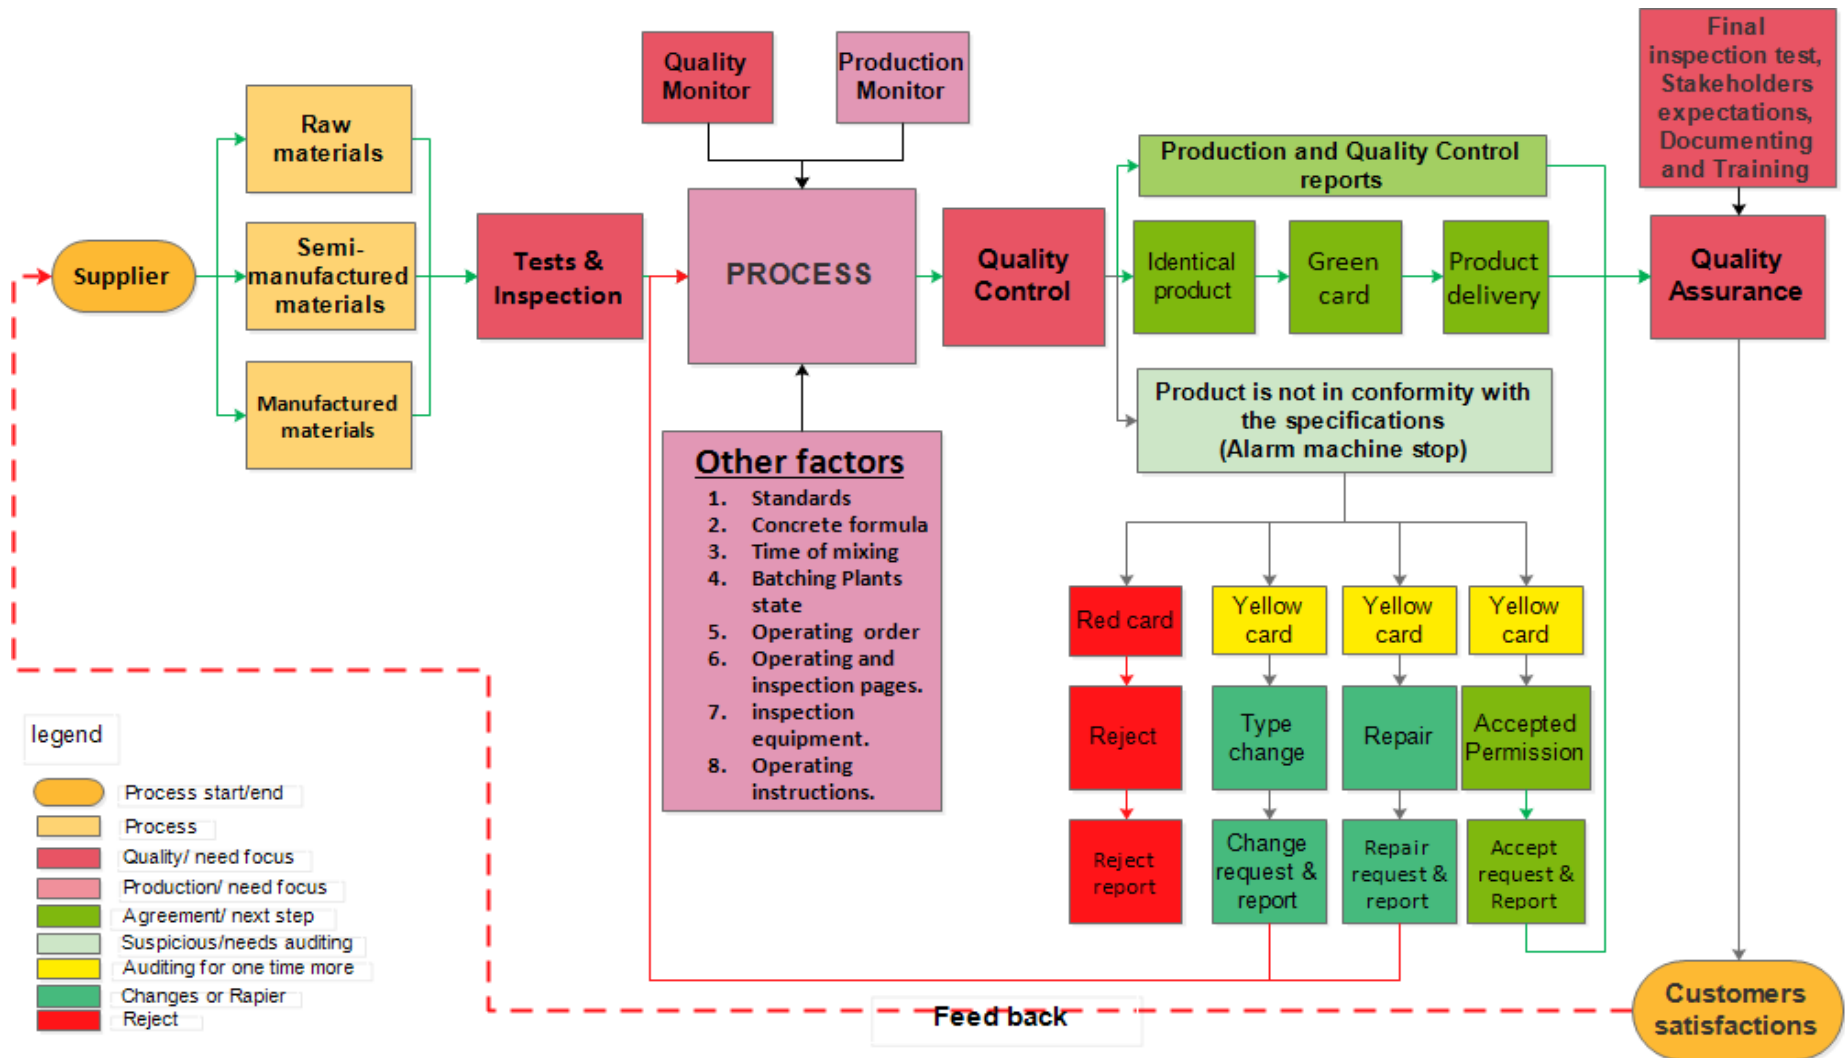 Supplier
Raw
materials
Semi-
manufactured
materials
Manufactured
materials
Tests &
Inspection
Quality
Monitor
Production
Monitor
PROCESS
Other factors
1. Standards
2. Concrete formula
3. Time of mixing
4. Batching Plants
state
5. Operating order
6. Operating and
inspection pages.
7. inspection
equipment.
8. Operating
instructions.
Quality
Control
Production and Quality Control
reports
Identical
product
Green
card
Product
delivery
Product is not in conformity with
the specifications
(Alarm machine stop)
Red card
Yellow
card
Yellow
card
Yellow
card
Reject
Type
change
Repair
Accepted
Permission
Reject
report
Change
request &
report
Repair
request &
report
Accept
request &
Report
Final
inspection test,
Stakeholders
expectations,
Documenting
and Training
Quality
Assurance
Customers
satisfactions
Feed back
legend
Process start/end
Process
Quality/ need focus
Production/ need focus
Agreement/ next step
Suspicious/needs auditing
Auditing for one time more
Changes or Rapier
Reject